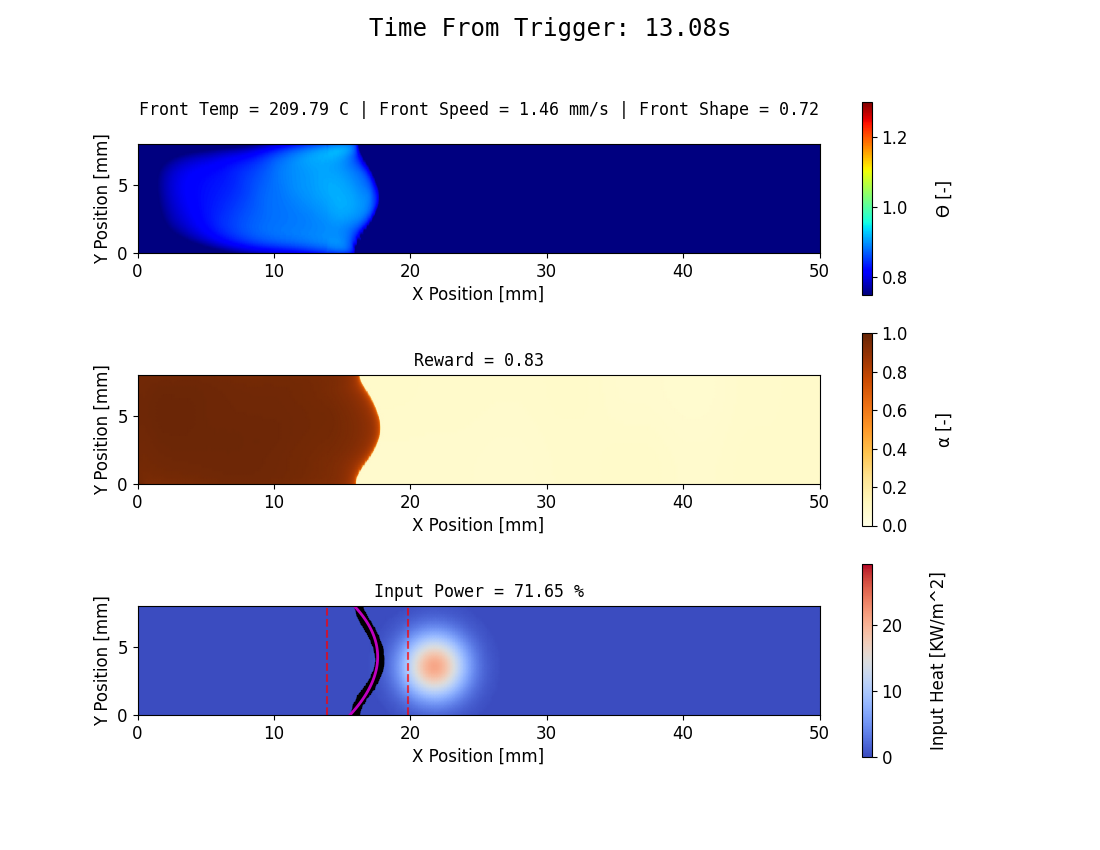 Time From Trigger: 13.08s
Front Temp = 209.79 C | Front Speed = 1.46 mm/s | Front Shape = 0.72
Y Position [mm]
5
0
0 10 20 30 40 50
X Position [mm]
1.2
1.0
0.8
Θ [-]
Reward = 0.83
Y Position [mm]
5
0
0 10 20 30 40 50
X Position [mm]
1.0
0.8
0.6
0.4
0.2
0.0
α [-]
Input Power = 71.65 %
Y Position [mm]
5
0
0 10 20 30 40 50
X Position [mm]
20
10
0
Input Heat [KW/m^2]